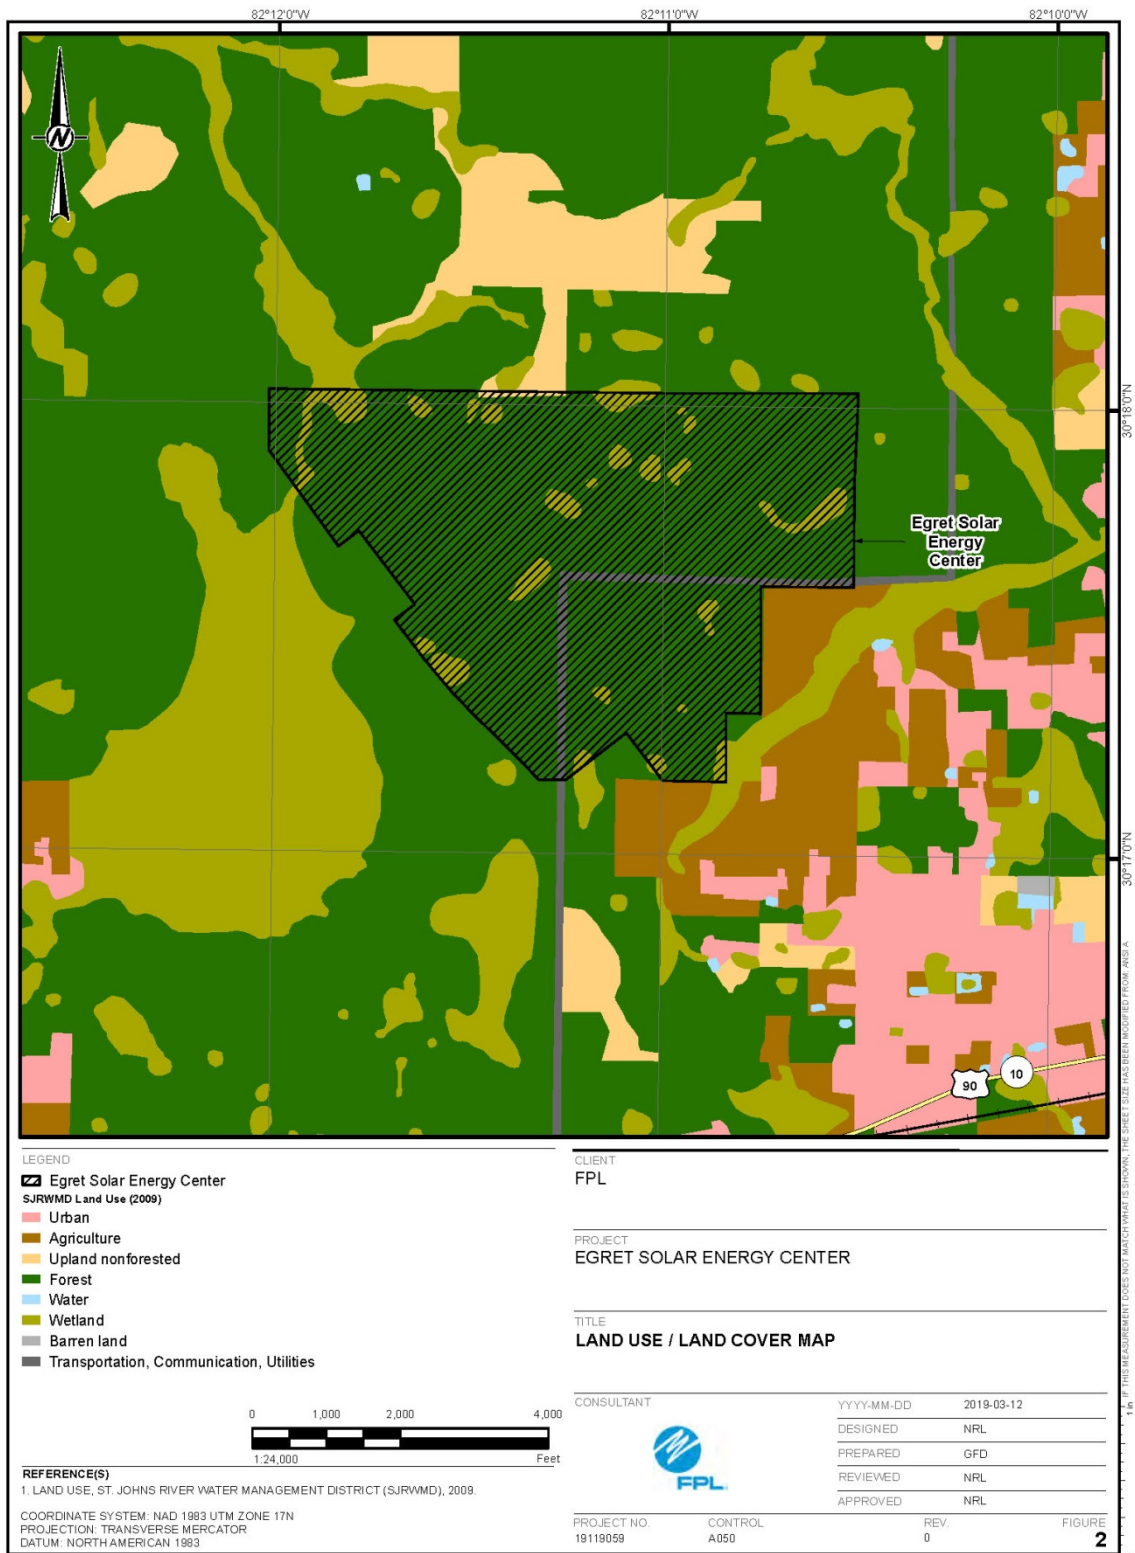 82°12'0"W
82°11'0"W
82°10'0"W
N
30°18'0"N
Egret Solar
Energy
Center
30°17'0"N
90
10
LEGEND
Egret Solar Energy Center
SJRWMD Land Use (2009)
Urban
Agriculture
Upland nonforested
Forest
Water
Wetland
Barren land
Transportation, Communication, Utilities
0 1,000 2,000 4,000
1:24,000 Feet
REFERENCE(S)
1. LAND USE, ST. JOHNS RIVER WATER MANAGEMENT DISTRICT (SJRWMD), 2009.
COORDINATE SYSTEM: NAD 1983 UTM ZONE 17N
PROJECTION: TRANSVERSE MERCATOR
DATUM: NORTH AMERICAN 1983
CLIENT
FPL
PROJECT
EGRET SOLAR ENERGY CENTER
TITLE
LAND USE / LAND COVER MAP
CONSULTANT
FPL.
YYYY-MM-DD 2019-03-12
DESIGNED NRL
PREPARED GFD
REVIEWED NRL
APPROVED NRL
PROJECT NO. CONTROL REV. FIGURE
19119059 A050 0 2
1 in IF THIS MEASUREMENT DOES NOT MATCH WHAT IS SHOWN, THE SHEET SIZE HAS BEEN MODIFIED FROM: ANSI A